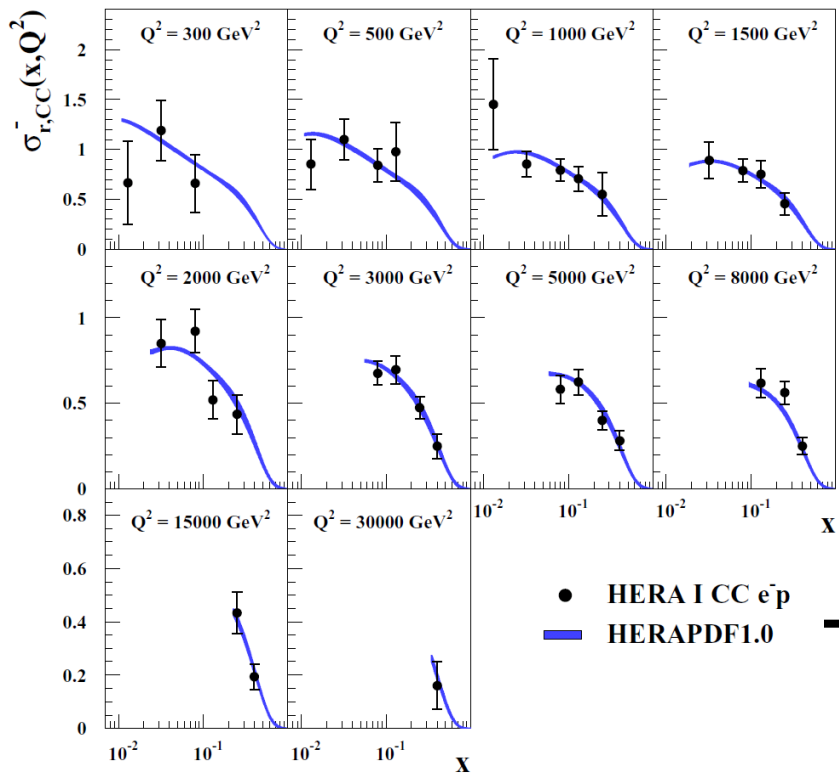 σ⁻r,CC(x,Q²)
Q² = 300 GeV²
Q² = 500 GeV²
Q² = 1000 GeV²
Q² = 1500 GeV²
2
1.5
1
0.5
0
Q² = 2000 GeV²
Q² = 3000 GeV²
Q² = 5000 GeV²
Q² = 8000 GeV²
1
0.5
0
10⁻² 10⁻¹ 10⁻² 10⁻¹ X
Q² = 15000 GeV²
Q² = 30000 GeV²
0.8
0.6
0.4
0.2
0
10⁻² 10⁻¹ 10⁻² 10⁻¹ X
HERA I CC e⁻p
HERAPDF1.0